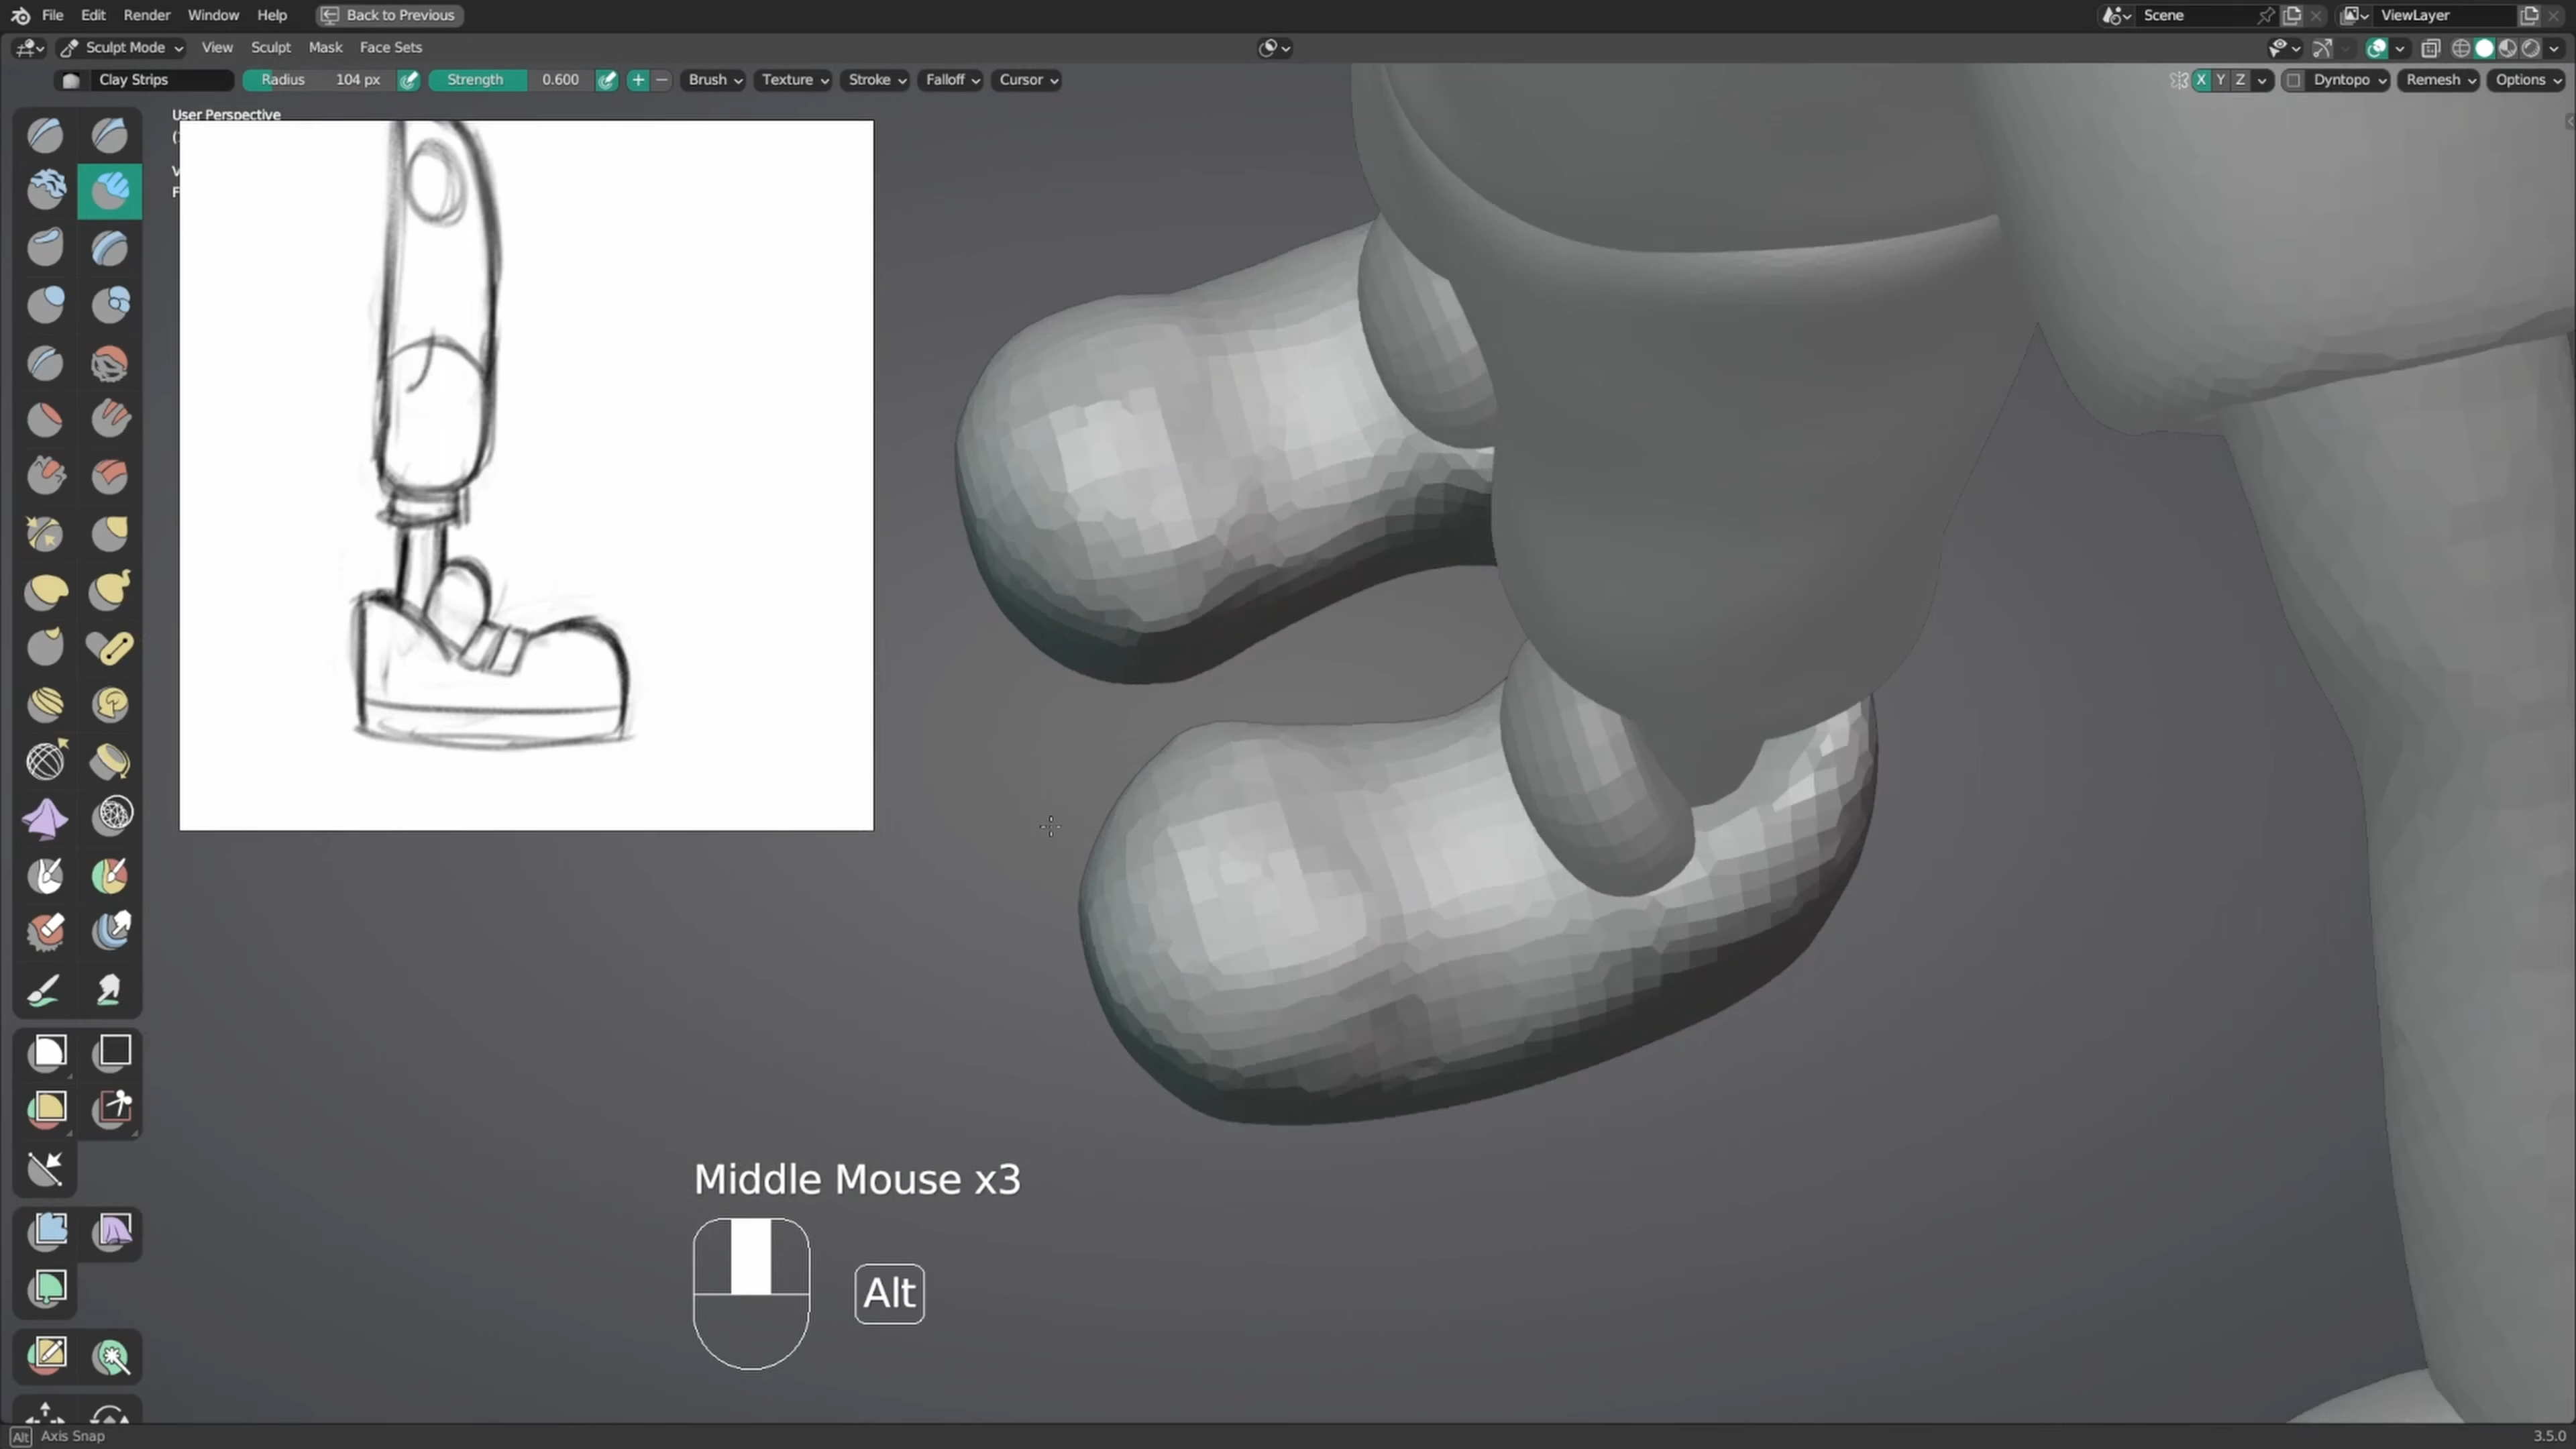 File Edit Render Window Help Back to Previous Scene ViewLayer
Sculpt Mode View Sculpt Mask Face Sets
Clay Strips Radius 104 px Strength 0.600 + − Brush Texture Stroke Falloff Cursor X Y Z Dyntopo Remesh Options
User Perspective
(
V
F
Middle Mouse x3
Alt
Alt Axis Snap 3.5.0